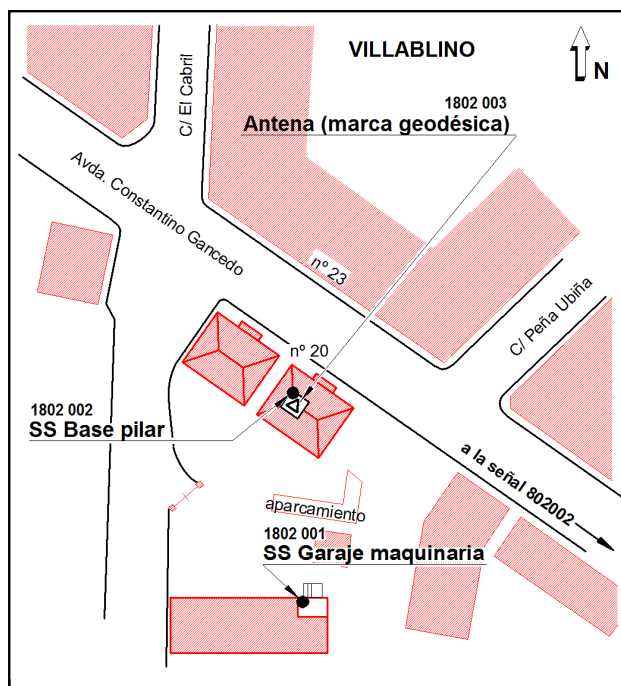 VILLABLINO
N
C/ El Cabril
1802 003
Antena (marca geodésica)
Avda. Constantino Gancedo
nº 23
C/ Peña Ubiña
nº 20
1802 002
SS Base pilar
a la señal 802002
aparcamiento
1802 001
SS Garaje maquinaria